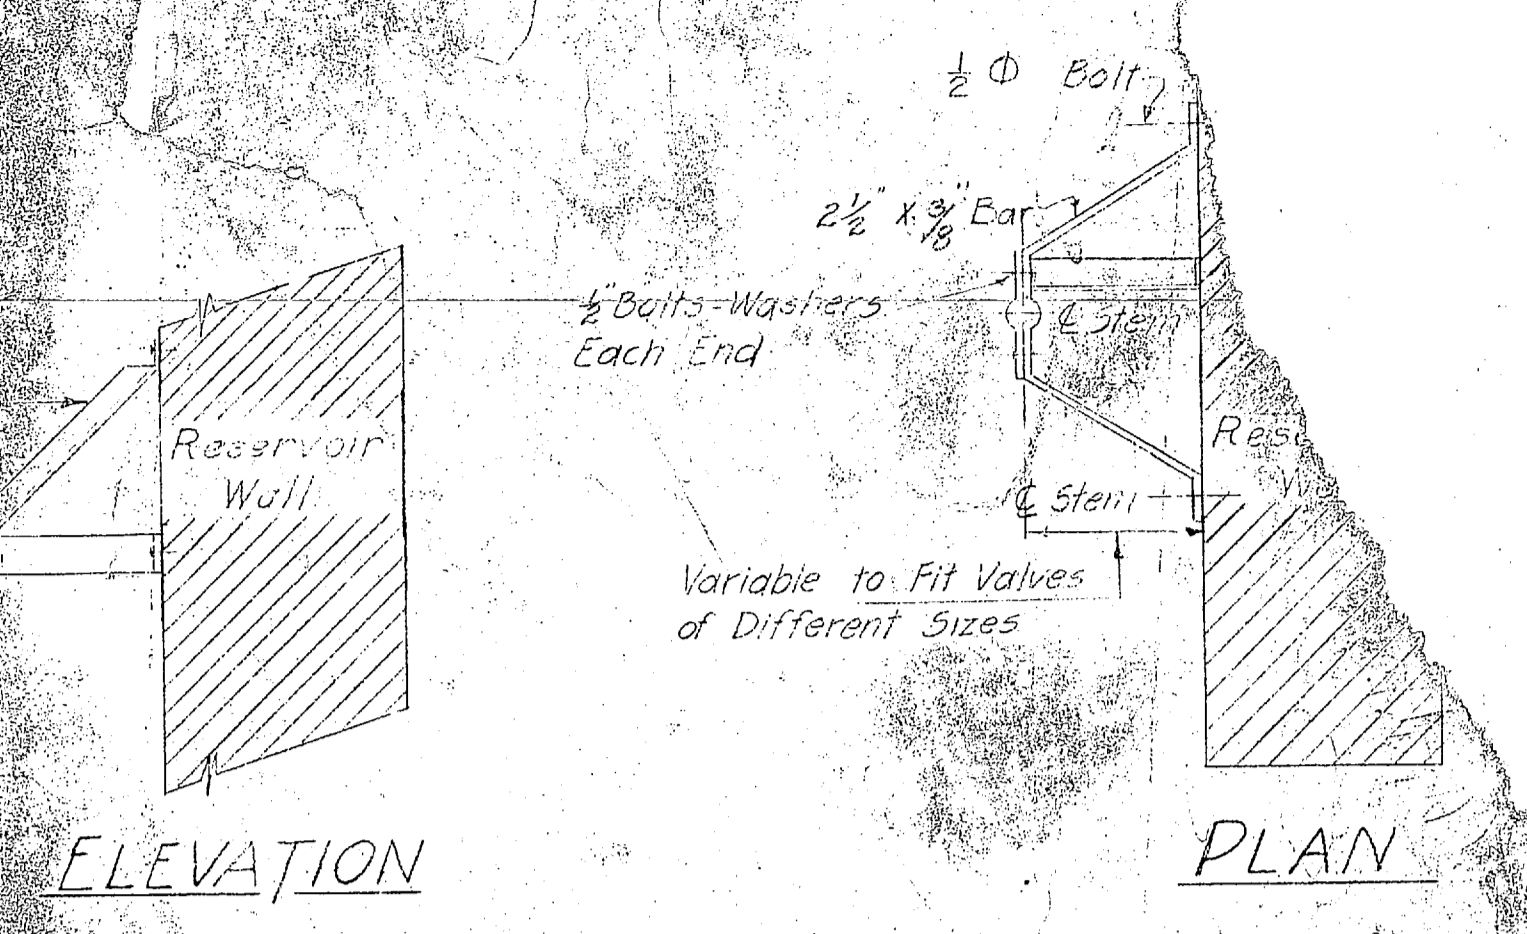 ½ Φ Bolt
2½" x 3/8" Bar
½" Bolts-Washers
Each End
℄ Stem
Reservoir
Wall
℄ Stem
Variable to Fit Valves
of Different Sizes
ELEVATION
PLAN